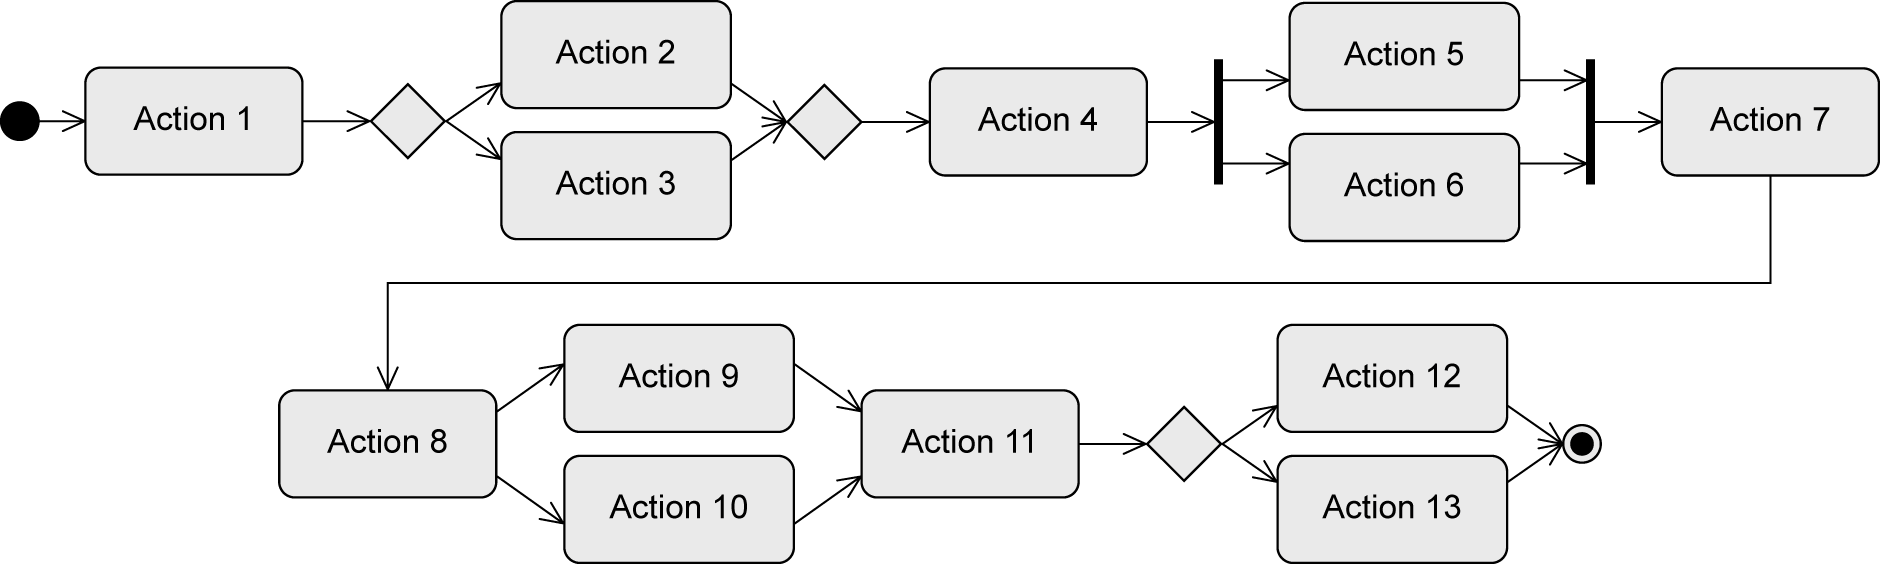 Action 1
Action 2
Action 3
Action 4
Action 5
Action 6
Action 7
Action 8
Action 9
Action 10
Action 11
Action 12
Action 13